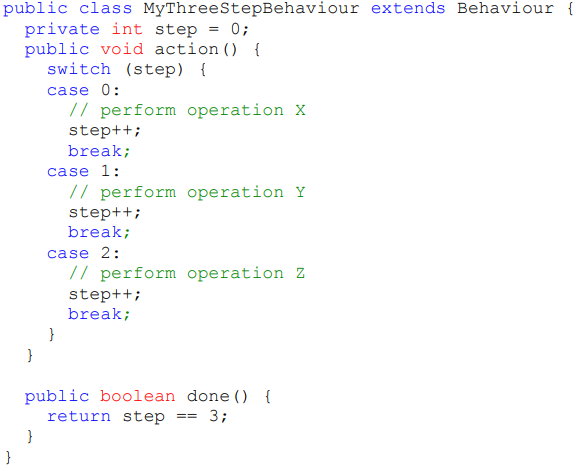 public class MyThreeStepBehaviour extends Behaviour {
  private int step = 0;
  public void action() {
    switch (step) {
    case 0:
      // perform operation X
      step++;
      break;
    case 1:
      // perform operation Y
      step++;
      break;
    case 2:
      // perform operation Z
      step++;
      break;
    }
  }

  public boolean done() {
    return step == 3;
  }
}